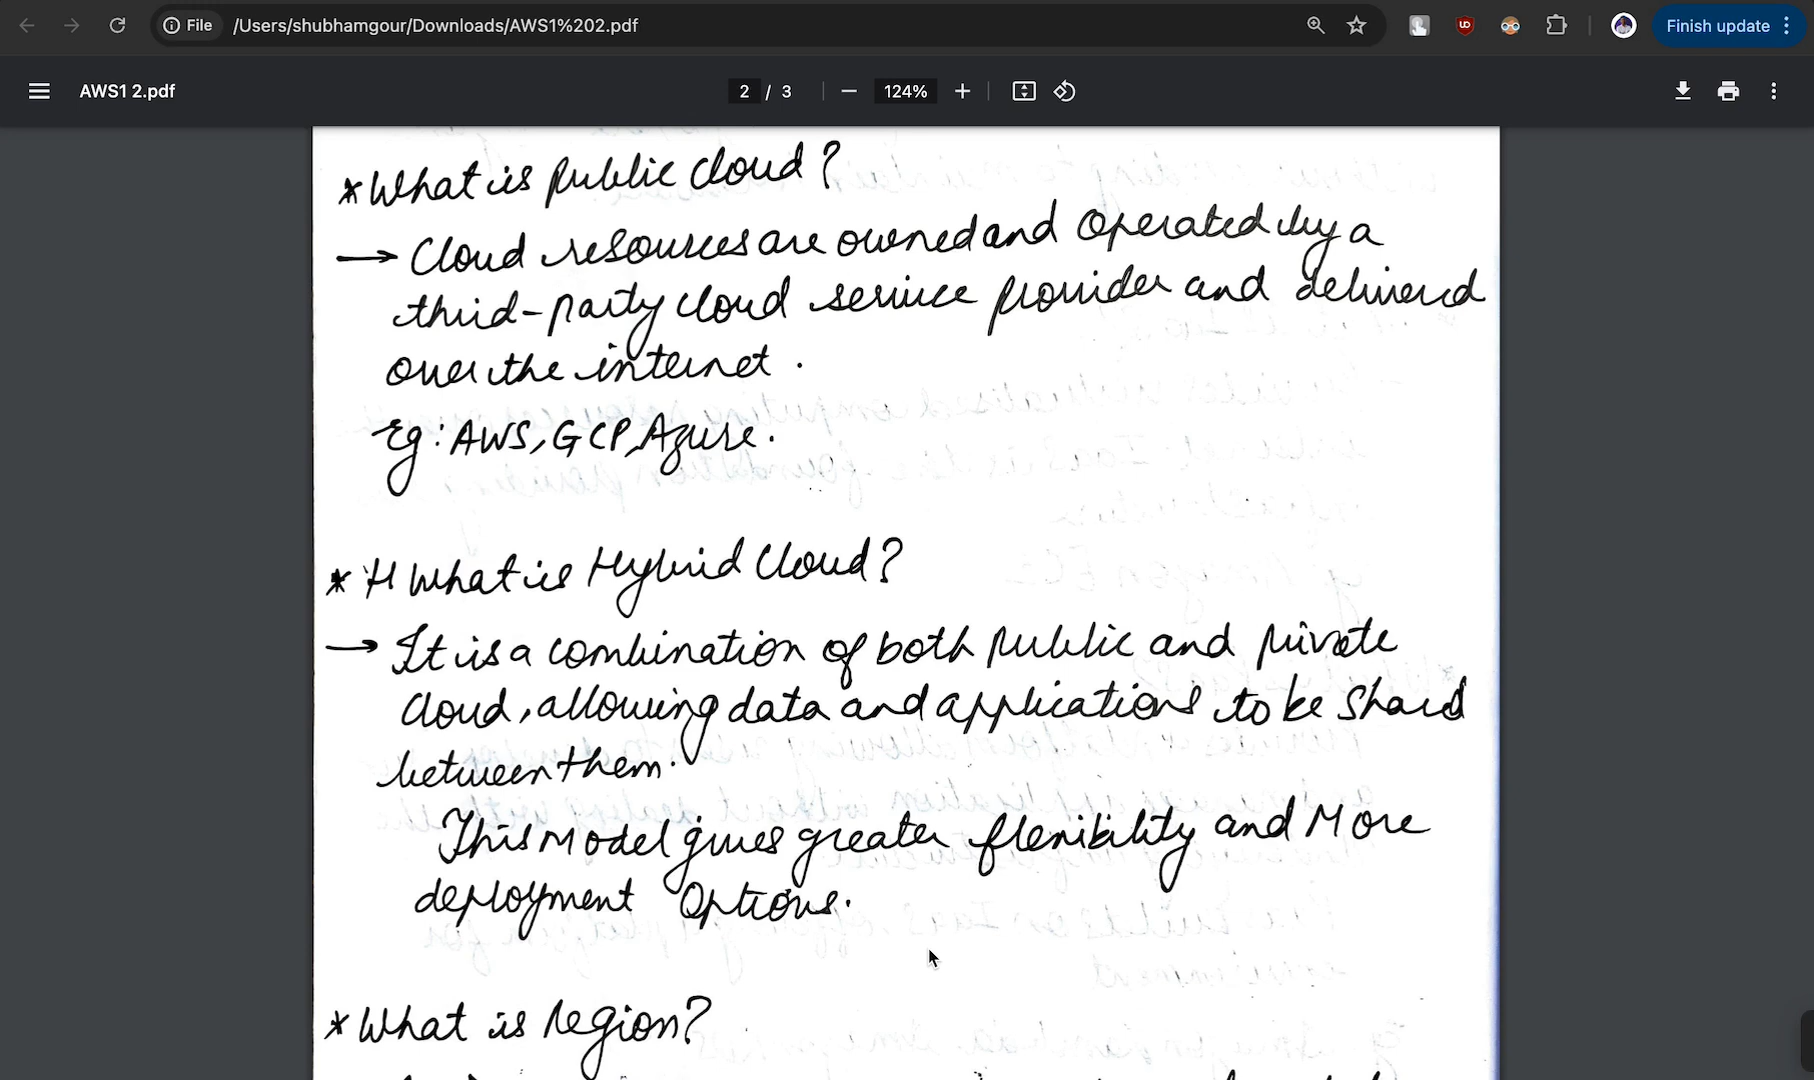 File
/Users/shubhamgour/Downloads/AWS1%202.pdf
Finish update
AWS1 2.pdf
2 / 3
124%
*What is public cloud?
→ Cloud resources are owned and operated by a
third-party cloud service provider and delivered
over the internet.
Eg: AWS, GCP, Azure.
* H What is Hybrid Cloud?
→ It is a combination of both public and private
cloud, allowing data and applications to be shared
between them.
This Model gives greater flexibility and More
deployment Options.
*What is Region?